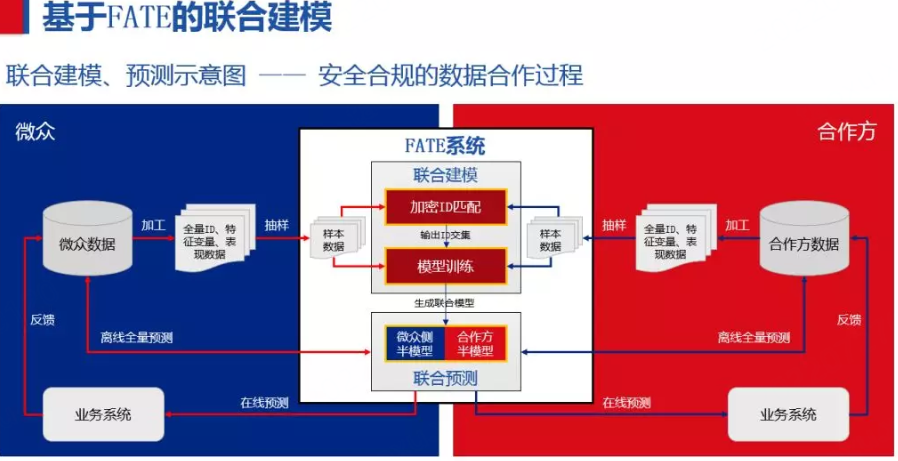 基于FATE的联合建模
联合建模、预测示意图 —— 安全合规的数据合作过程
微众
合作方
FATE系统
联合建模
加密ID匹配
输出ID交集
模型训练
生成联合模型
微众侧
半模型
合作方
半模型
联合预测
微众数据
加工
全量ID、特
征变量、表
现数据
抽样
样本
数据
样本
数据
抽样
全量ID、特
征变量、表
现数据
加工
合作方数据
反馈
离线全量预测
离线全量预测
反馈
业务系统
在线预测
在线预测
业务系统